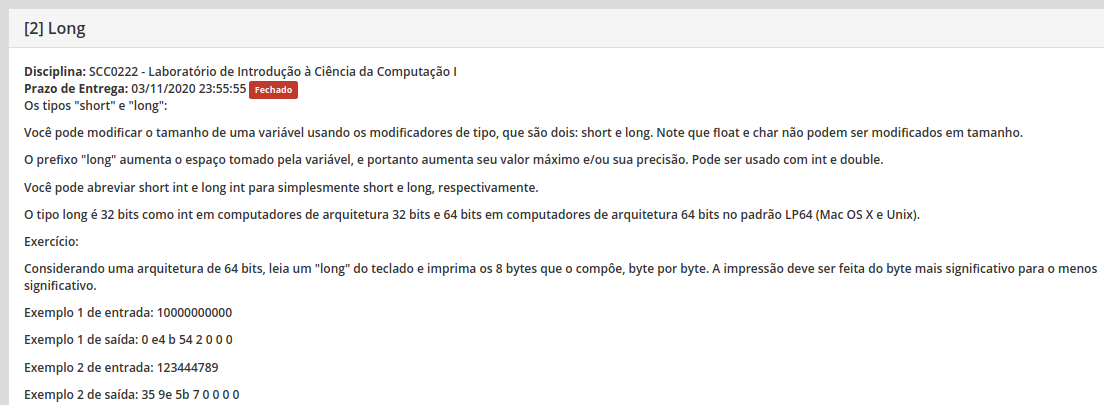 [2] Long
Disciplina: SCC0222 - Laboratório de Introdução à Ciência da Computação I
Prazo de Entrega: 03/11/2020 23:55:55 Fechado
Os tipos "short" e "long":
Você pode modificar o tamanho de uma variável usando os modificadores de tipo, que são dois: short e long. Note que float e char não podem ser modificados em tamanho.
O prefixo "long" aumenta o espaço tomado pela variável, e portanto aumenta seu valor máximo e/ou sua precisão. Pode ser usado com int e double.
Você pode abreviar short int e long int para simplesmente short e long, respectivamente.
O tipo long é 32 bits como int em computadores de arquitetura 32 bits e 64 bits em computadores de arquitetura 64 bits no padrão LP64 (Mac OS X e Unix).
Exercício:
Considerando uma arquitetura de 64 bits, leia um "long" do teclado e imprima os 8 bytes que o compôe, byte por byte. A impressão deve ser feita do byte mais significativo para o menos
significativo.
Exemplo 1 de entrada: 10000000000
Exemplo 1 de saída: 0 e4 b 54 2 0 0 0
Exemplo 2 de entrada: 123444789
Exemplo 2 de saída: 35 9e 5b 7 0 0 0 0